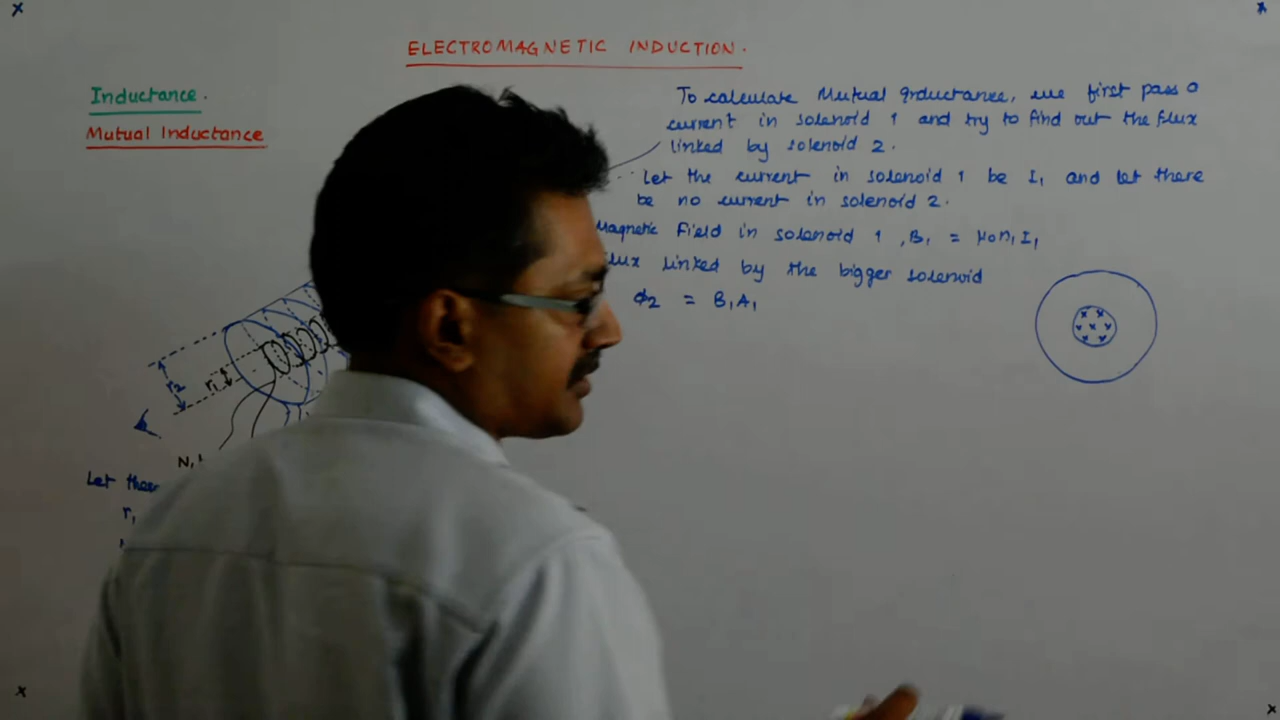 ELECTROMAGNETIC INDUCTION.
Inductance.
Mutual Inductance
r2
r1
Let
r1
To calculate Mutual Inductance, we first pass a
current in solenoid 1 and try to find out the flux
linked by solenoid 2.
Let the current in solenoid 1 be I1 and let there
be no current in solenoid 2.
Magnetic Field in solenoid 1, B1 = μ0n1I1
lux linked by the bigger solenoid
ϕ2 = B1A1